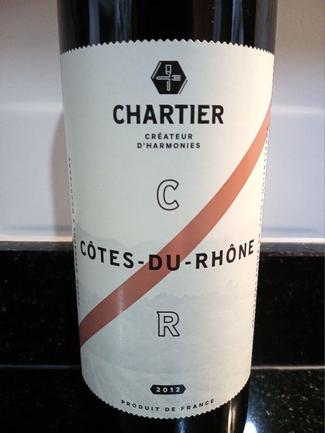 CHARTIER
CRÉATEUR
D'HARMONIES
C
CÔTES-DU-RHÔNE
R
2012
PRODUIT DE FRANCE